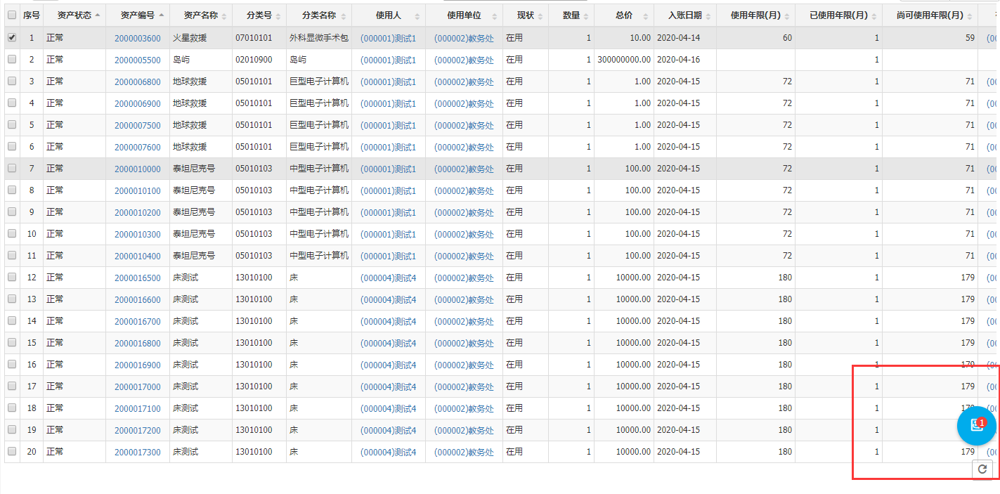 序号 资产状态 资产编号 资产名称 分类号 分类名称 使用人 使用单位 现状 数量 总价 入账日期 使用年限(月) 已使用年限(月) 尚可使用年限(月)
1 正常 2000003600 火星救援 07010101 外科显微手术包 (000001)测试1 (000002)教务处 在用 1 10.00 2020-04-14 60 1 59 (00
2 正常 2000005500 岛屿 02010900 岛屿 (000001)测试1 (000002)教务处 在用 1 300000000.00 2020-04-16 1
3 正常 2000006800 地球救援 05010101 巨型电子计算机 (000001)测试1 (000002)教务处 在用 1 1.00 2020-04-15 72 1 71 (00
4 正常 2000006900 地球救援 05010101 巨型电子计算机 (000001)测试1 (000002)教务处 在用 1 1.00 2020-04-15 72 1 71 (00
5 正常 2000007500 地球救援 05010101 巨型电子计算机 (000001)测试1 (000002)教务处 在用 1 1.00 2020-04-15 72 1 71 (00
6 正常 2000007600 地球救援 05010101 巨型电子计算机 (000001)测试1 (000002)教务处 在用 1 1.00 2020-04-15 72 1 71 (00
7 正常 2000010000 泰坦尼克号 05010103 中型电子计算机 (000001)测试1 (000002)教务处 在用 1 100.00 2020-04-15 72 1 71 (00
8 正常 2000010100 泰坦尼克号 05010103 中型电子计算机 (000001)测试1 (000002)教务处 在用 1 100.00 2020-04-15 72 1 71 (00
9 正常 2000010200 泰坦尼克号 05010103 中型电子计算机 (000001)测试1 (000002)教务处 在用 1 100.00 2020-04-15 72 1 71 (00
10 正常 2000010300 泰坦尼克号 05010103 中型电子计算机 (000001)测试1 (000002)教务处 在用 1 100.00 2020-04-15 72 1 71 (00
11 正常 2000010400 泰坦尼克号 05010103 中型电子计算机 (000001)测试1 (000002)教务处 在用 1 100.00 2020-04-15 72 1 71 (00
12 正常 2000016500 床测试 13010100 床 (000004)测试4 (000002)教务处 在用 1 10000.00 2020-04-15 180 1 179 (00
13 正常 2000016600 床测试 13010100 床 (000004)测试4 (000002)教务处 在用 1 10000.00 2020-04-15 180 1 179 (00
14 正常 2000016700 床测试 13010100 床 (000004)测试4 (000002)教务处 在用 1 10000.00 2020-04-15 180 1 179 (00
15 正常 2000016800 床测试 13010100 床 (000004)测试4 (000002)教务处 在用 1 10000.00 2020-04-15 180 1 179 (00
16 正常 2000016900 床测试 13010100 床 (000004)测试4 (000002)教务处 在用 1 10000.00 2020-04-15 180 1 179 (00
17 正常 2000017000 床测试 13010100 床 (000004)测试4 (000002)教务处 在用 1 10000.00 2020-04-15 180 1 179 (00
18 正常 2000017100 床测试 13010100 床 (000004)测试4 (000002)教务处 在用 1 10000.00 2020-04-15 180 1 179 (00
19 正常 2000017200 床测试 13010100 床 (000004)测试4 (000002)教务处 在用 1 10000.00 2020-04-15 180 1 1
20 正常 2000017300 床测试 13010100 床 (000004)测试4 (000002)教务处 在用 1 10000.00 2020-04-15 180 1 179 (00